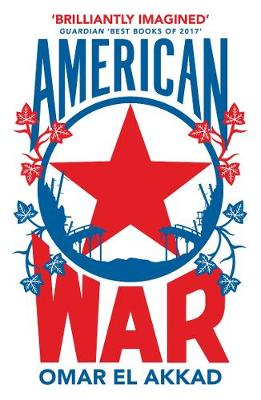 ‘BRILLIANTLY IMAGINED’
GUARDIAN ‘BEST BOOKS OF 2017’
AMERICAN
WAR
OMAR EL AKKAD